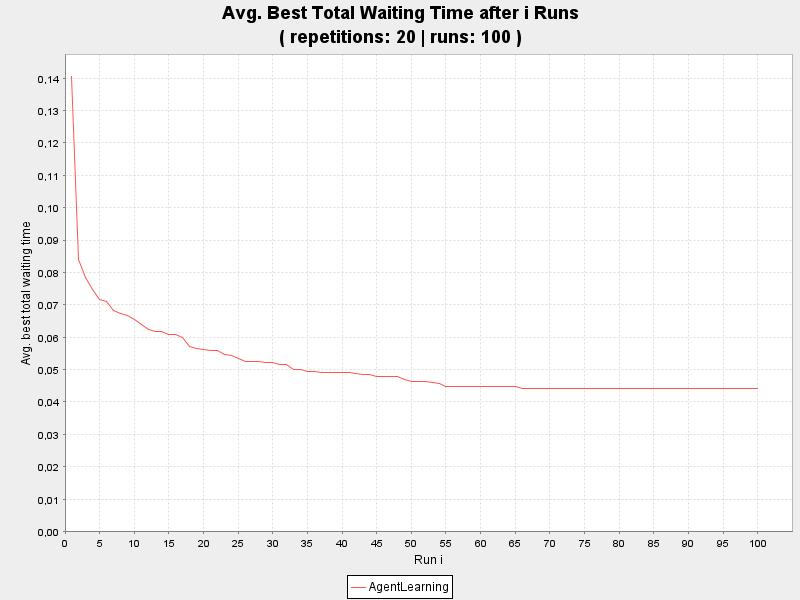 Avg. Best Total Waiting Time after i Runs
( repetitions: 20 | runs: 100 )
Avg. best total waiting time
0,14
0,13
0,12
0,11
0,10
0,09
0,08
0,07
0,06
0,05
0,04
0,03
0,02
0,01
0,00
0 5 10 15 20 25 30 35 40 45 50 55 60 65 70 75 80 85 90 95 100
Run i
AgentLearning